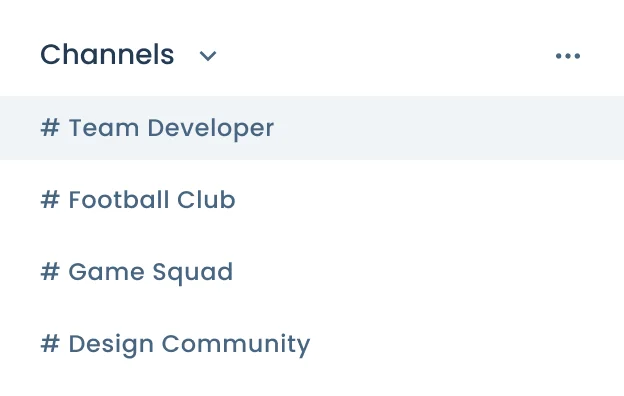 Channels
# Team Developer
# Football Club
# Game Squad
# Design Community